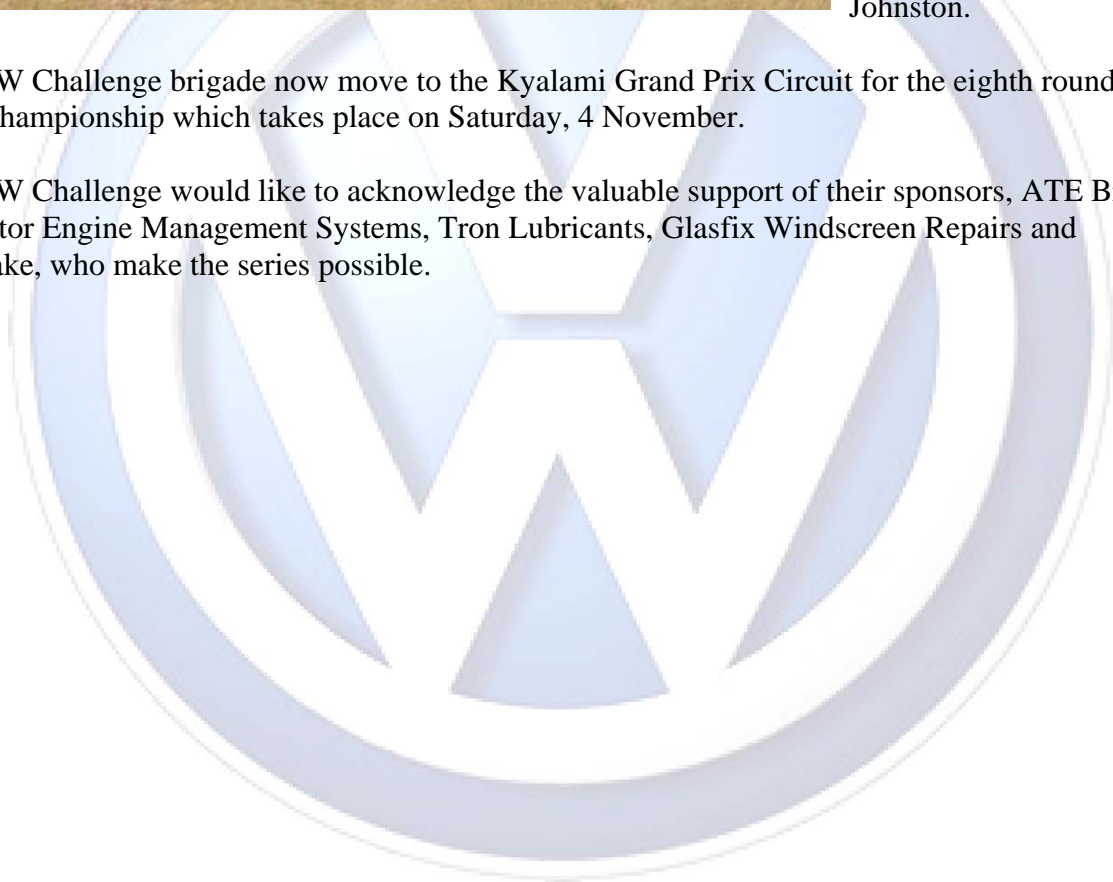 Johnston.
W Challenge brigade now move to the Kyalami Grand Prix Circuit for the eighth round
hampionship which takes place on Saturday, 4 November.
W Challenge would like to acknowledge the valuable support of their sponsors, ATE B
tor Engine Management Systems, Tron Lubricants, Glasfix Windscreen Repairs and
ake, who make the series possible.